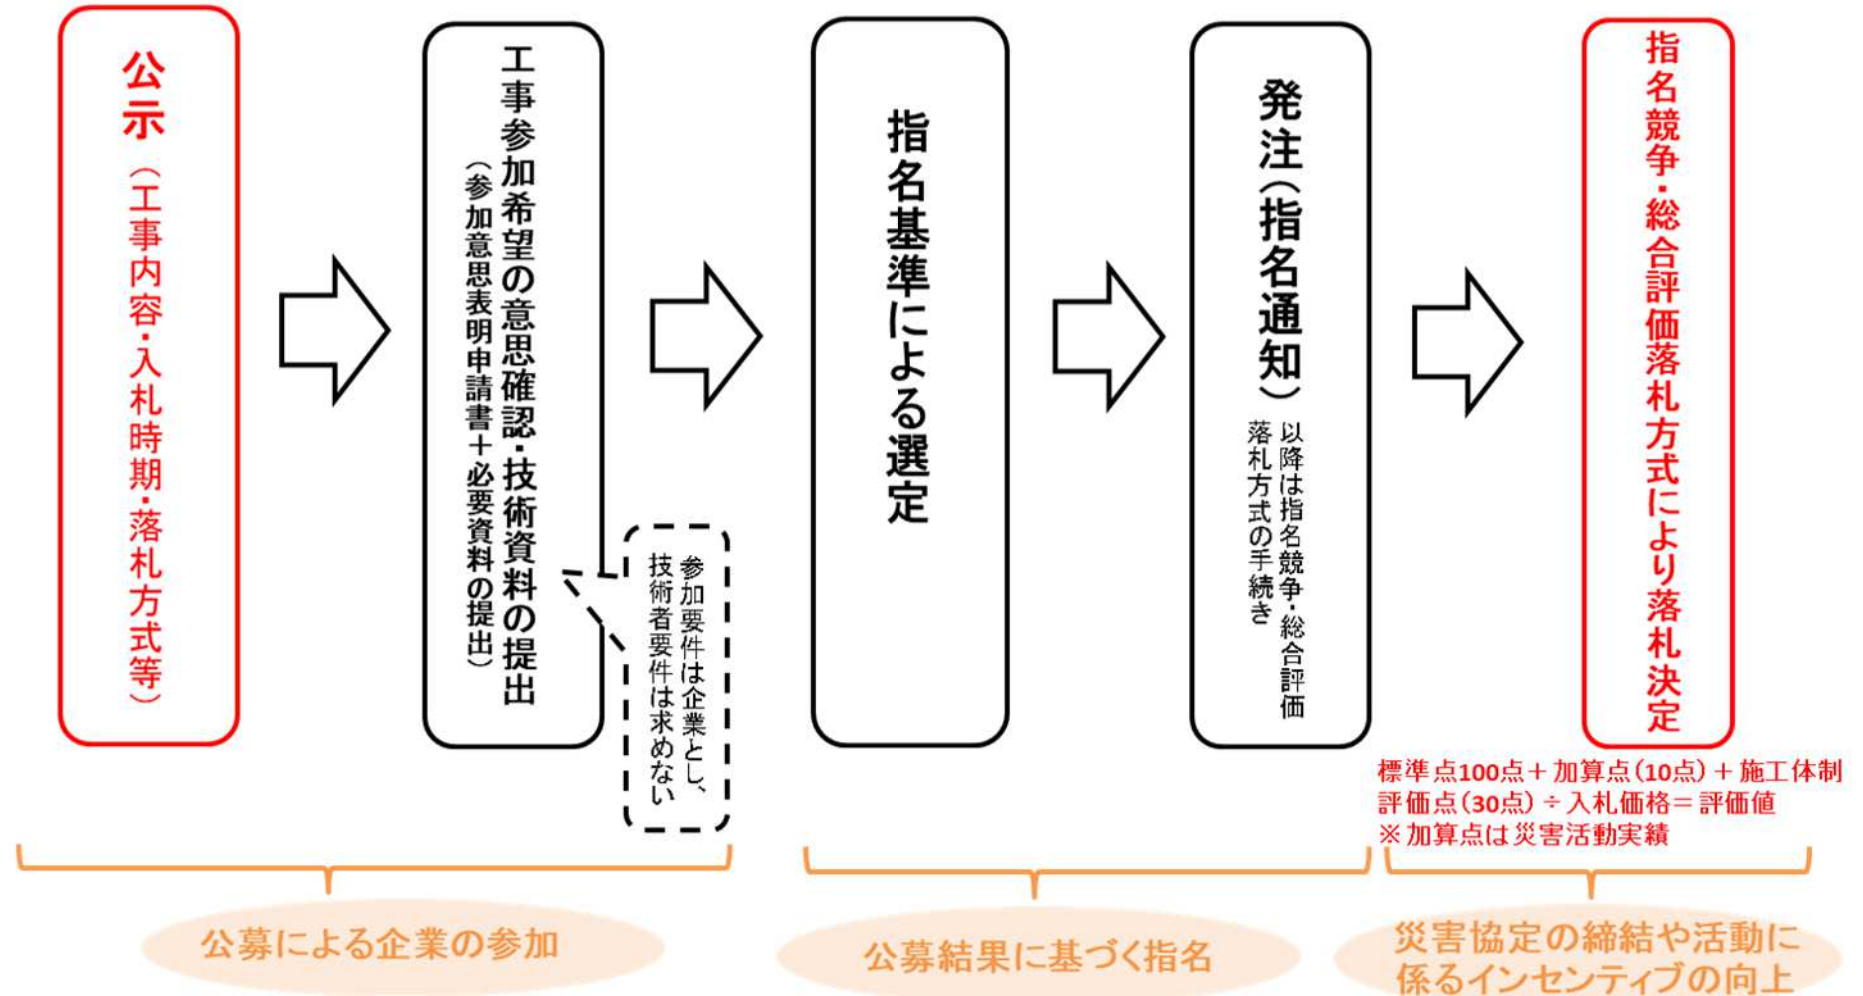 公示（工事内容・入札時期・落札方式等）
工事参加希望の意思確認・技術資料の提出
（参加意思表明申請書＋必要資料の提出）
参加要件は企業とし、
技術者要件は求めない
指名基準による選定
発注（指名通知）
以降は指名競争・総合評価
落札方式の手続き
指名競争・総合評価落札方式により落札決定
標準点100点＋加算点(10点)＋施工体制
評価点(30点)÷入札価格＝評価値
※加算点は災害活動実績
公募による企業の参加
公募結果に基づく指名
災害協定の締結や活動に
係るインセンティブの向上